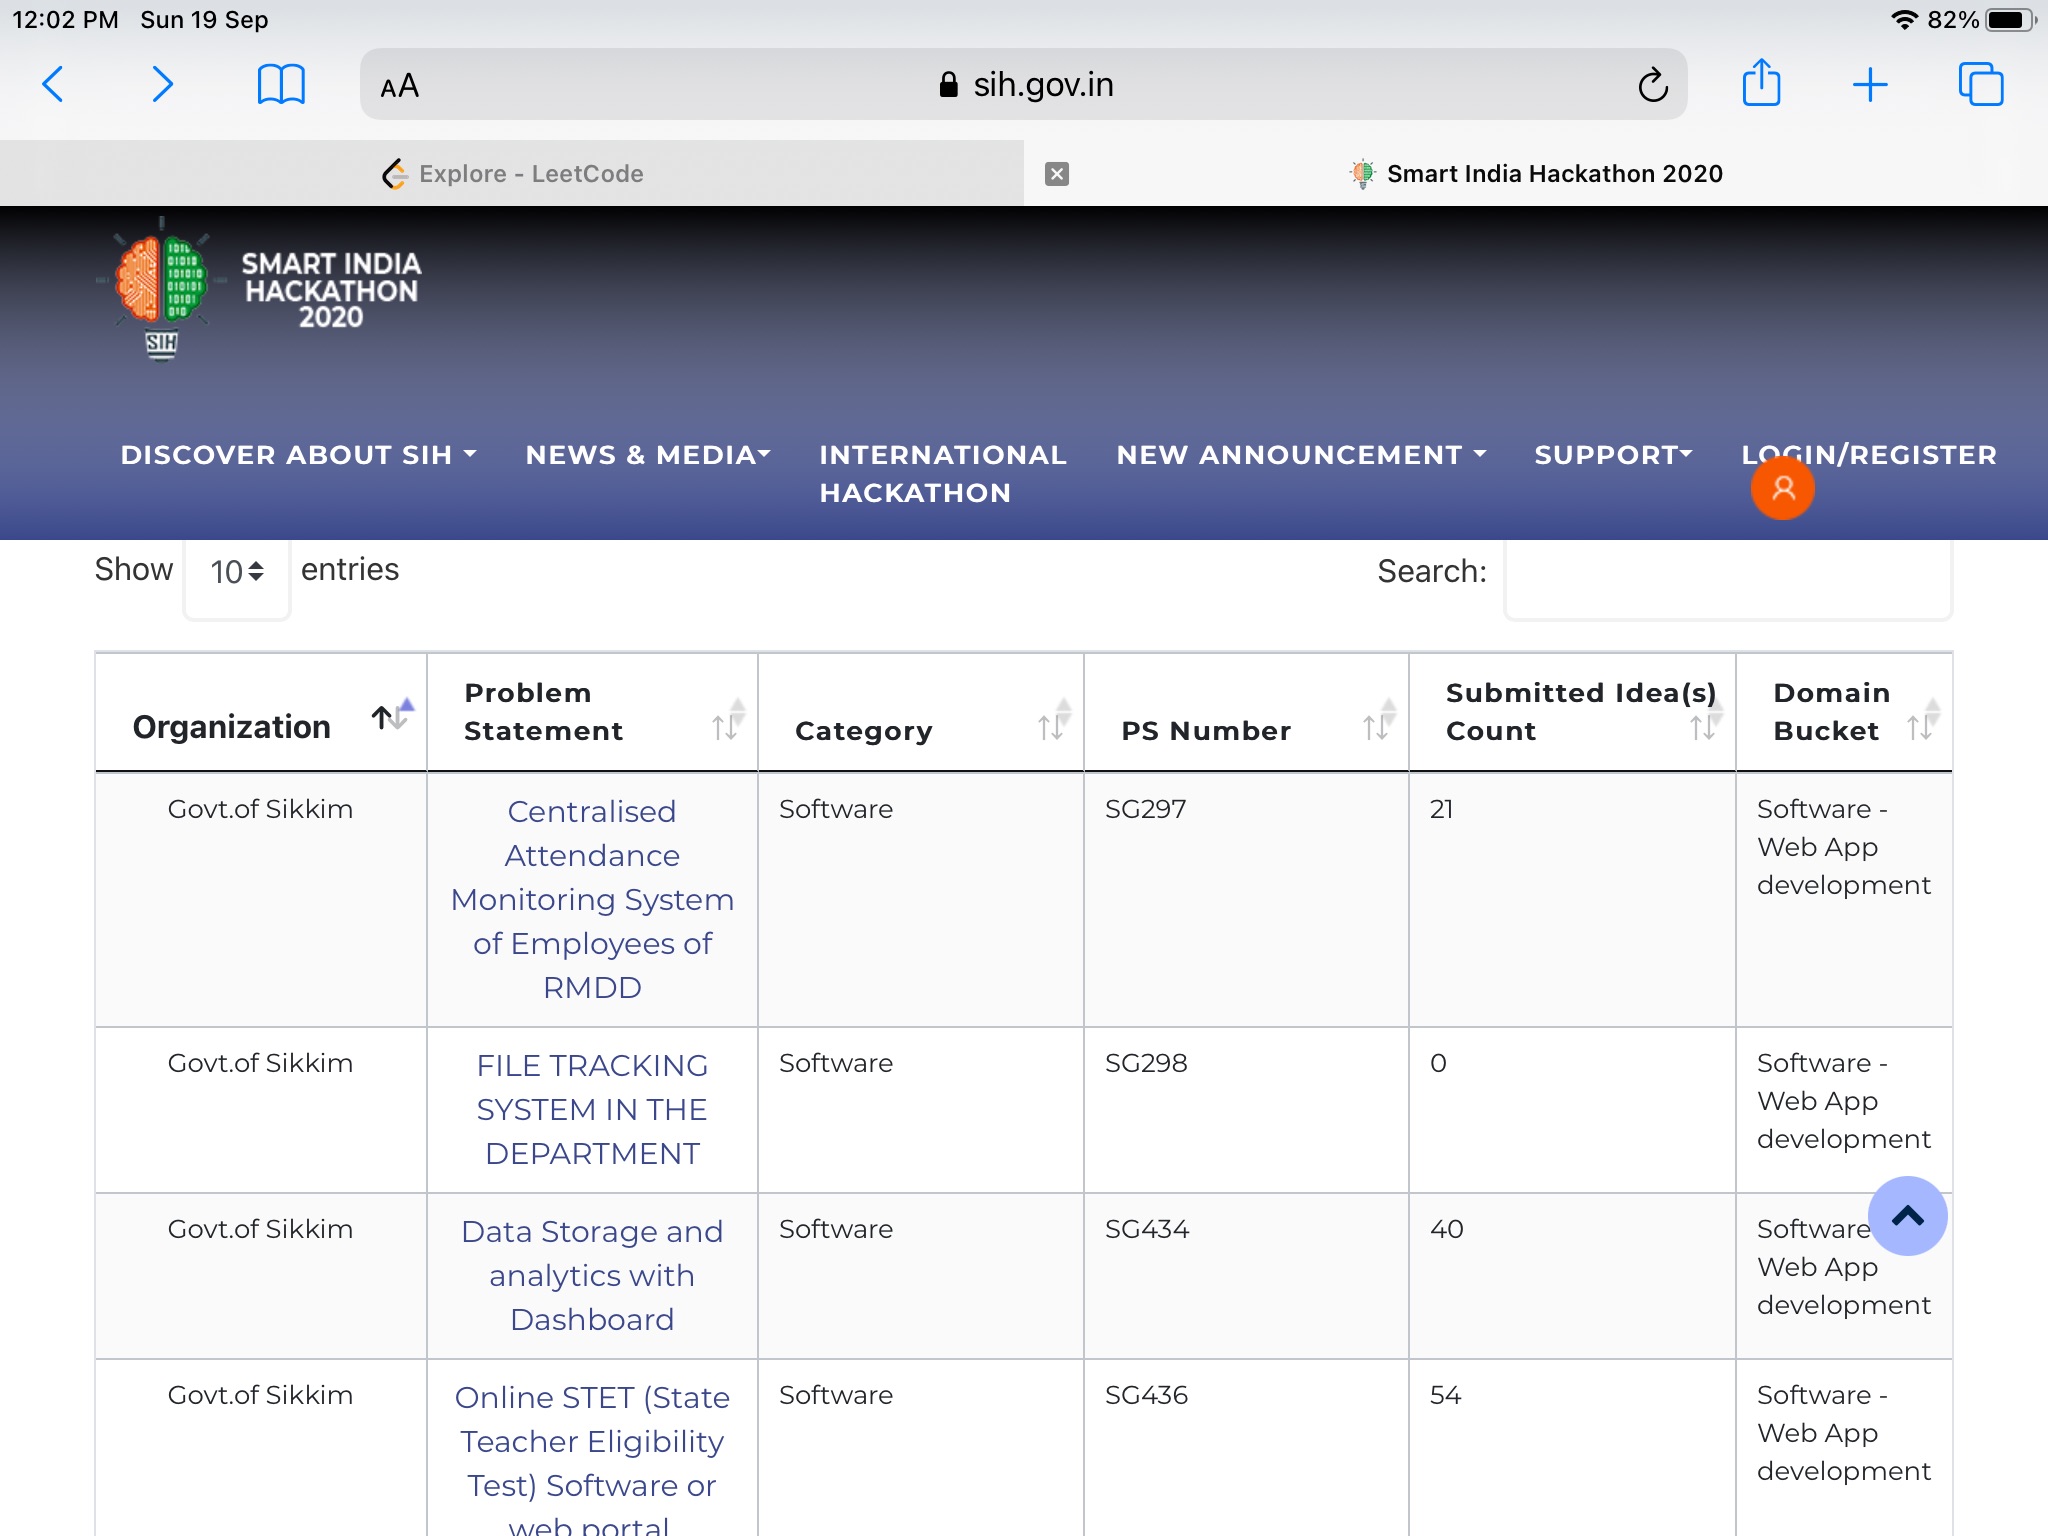 12:02 PM Sun 19 Sep
82%
AA
sih.gov.in
Explore - LeetCode
Smart India Hackathon 2020
SMART INDIA
HACKATHON
2020
SIH
DISCOVER ABOUT SIH
NEWS & MEDIA
INTERNATIONAL
HACKATHON
NEW ANNOUNCEMENT
SUPPORT
LOGIN/REGISTER
Show 10 entries
Search:
Organization
Problem
Statement
Category
PS Number
Submitted Idea(s)
Count
Domain
Bucket
Govt.of Sikkim
Centralised
Attendance
Monitoring System
of Employees of
RMDD
Software
SG297
21
Software -
Web App
development
Govt.of Sikkim
FILE TRACKING
SYSTEM IN THE
DEPARTMENT
Software
SG298
0
Software -
Web App
development
Govt.of Sikkim
Data Storage and
analytics with
Dashboard
Software
SG434
40
Software
Web App
development
Govt.of Sikkim
Online STET (State
Teacher Eligibility
Test) Software or
web portal
Software
SG436
54
Software -
Web App
development